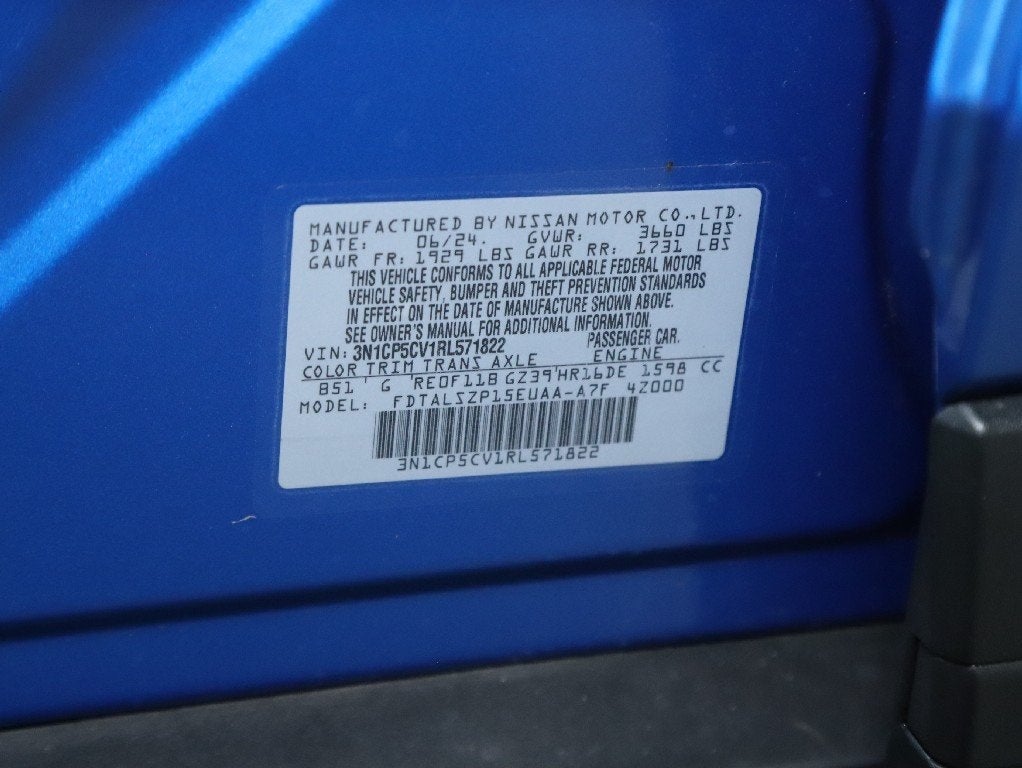 MANUFACTURED BY NISSAN MOTOR CO.,LTD.
DATE: 06/24. GVWR: 3660 LBS
GAWR FR: 1929 LBS GAWR RR: 1731 LBS
THIS VEHICLE CONFORMS TO ALL APPLICABLE FEDERAL MOTOR
VEHICLE SAFETY, BUMPER AND THEFT PREVENTION STANDARDS
IN EFFECT ON THE DATE OF MANUFACTURE SHOWN ABOVE.
SEE OWNER'S MANUAL FOR ADDITIONAL INFORMATION.
VIN: 3N1CP5CV1RL571822 PASSENGER CAR.
COLOR TRIM TRANS AXLE ENGINE
B51 G RE0F11B GZ39 HR16DE 1598 CC
MODEL: FDTALSZP15EUAA-A7F 4Z000
3N1CP5CV1RL571822